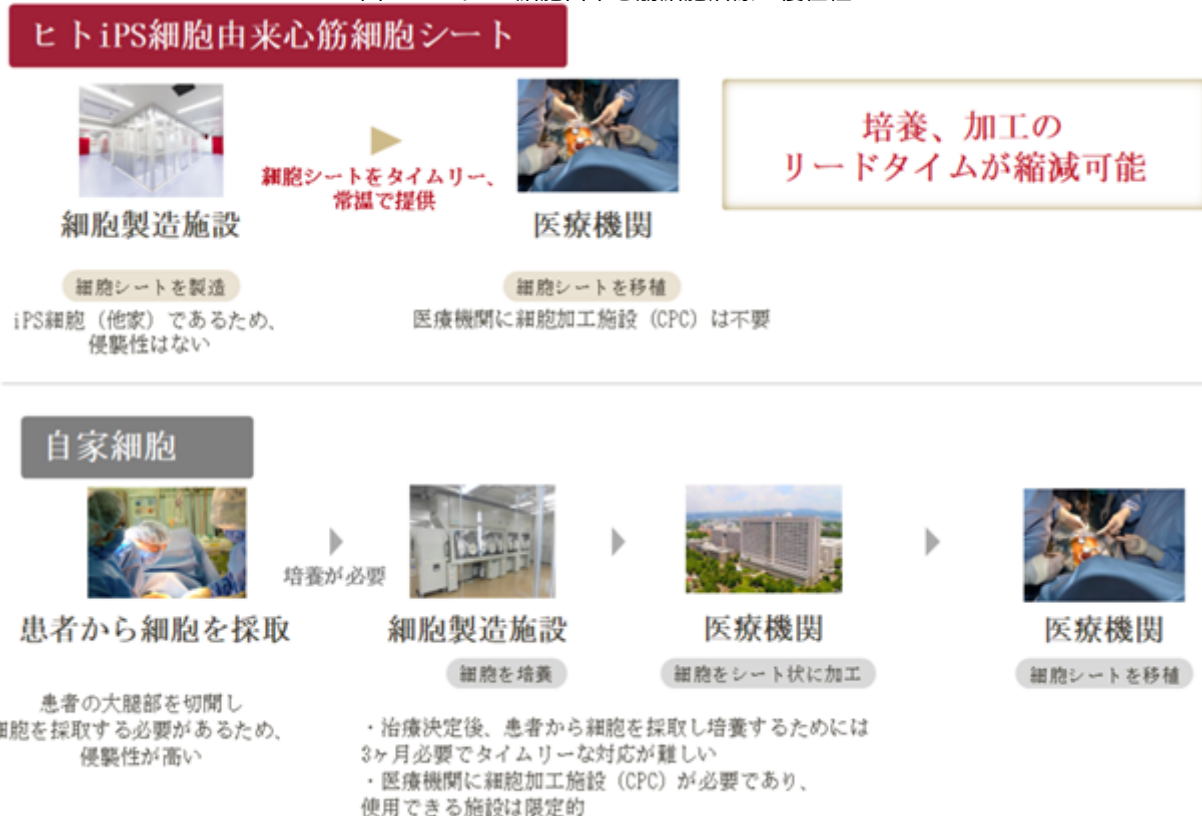 ヒトiPS細胞由来心筋細胞シート
細胞シートをタイムリー、
常温で提供
培養、加工の
リードタイムが縮減可能
細胞製造施設
医療機関
細胞シートを製造
細胞シートを移植
iPS細胞（他家）であるため、
侵襲性はない
医療機関に細胞加工施設（CPC）は不要
自家細胞
培養が必要
患者から細胞を採取
細胞製造施設
医療機関
医療機関
細胞を培養
細胞をシート状に加工
細胞シートを移植
患者の大腿部を切開し
細胞を採取する必要があるため、
侵襲性が高い
・治療決定後、患者から細胞を採取し培養するためには
3ヶ月必要でタイムリーな対応が難しい
・医療機関に細胞加工施設（CPC）が必要であり、
使用できる施設は限定的